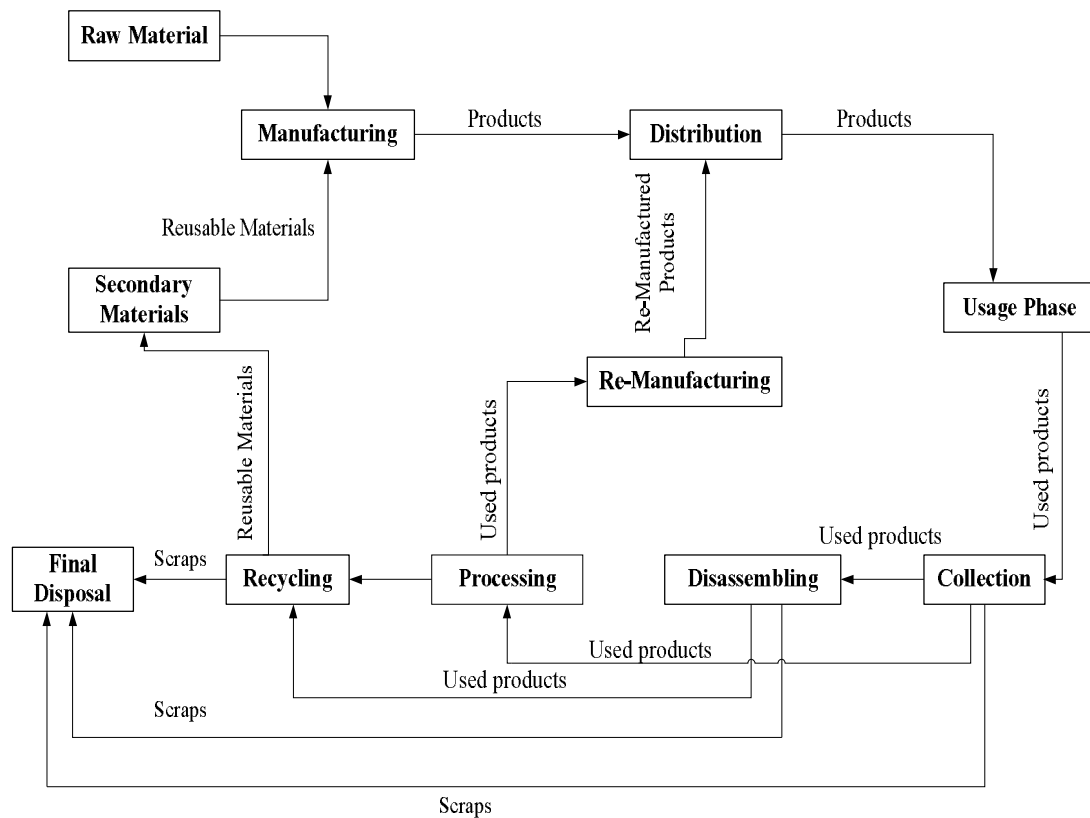 Raw Material
Manufacturing
Products
Distribution
Products
Reusable Materials
Re-Manufactured
Products
Secondary
Materials
Usage Phase
Re-Manufacturing
Reusable Materials
Used products
Used products
Used products
Final
Disposal
Scraps
Recycling
Processing
Disassembling
Collection
Used products
Used products
Scraps
Scraps